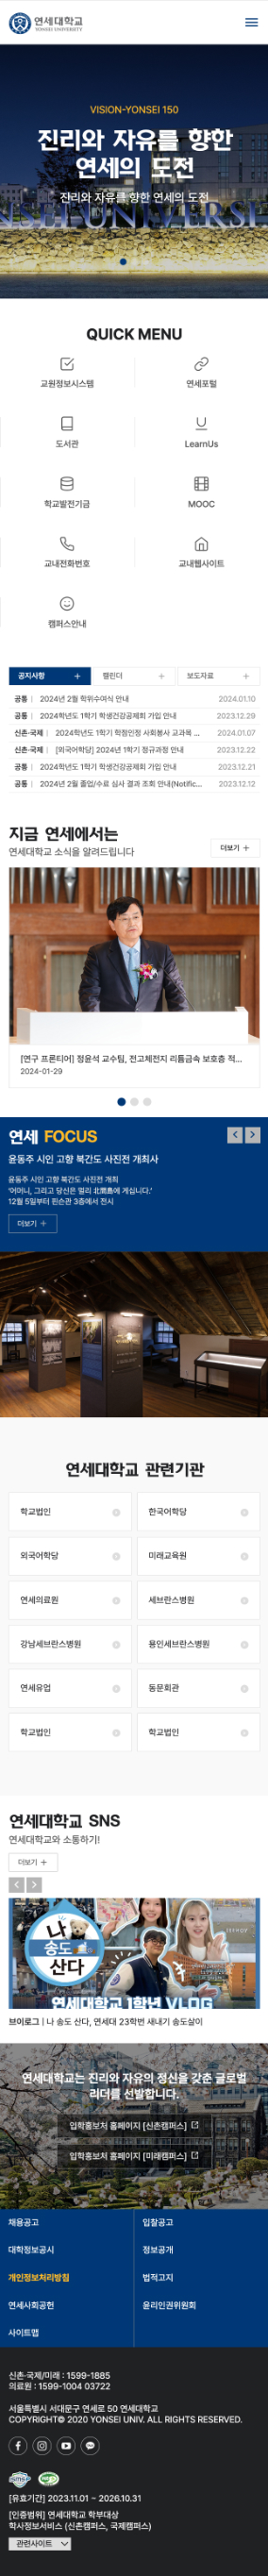 연세대학교
YONSEI UNIVERSITY
VISION-YONSEI 150
진리와 자유를 향한
연세의 도전
진리와 자유를 향한 연세의 도전
QUICK MENU
교원정보시스템
연세포털
도서관
LearnUs
학교발전기금
MOOC
교내전화번호
교내웹사이트
캠퍼스안내
공지사항 +
캘린더 +
보도자료 +
공통 | 2024년 2월 학위수여식 안내 2024.01.10
공통 | 2024학년도 1학기 학생건강공제회 가입 안내 2023.12.29
신촌·국제 | 2024학년도 1학기 학점인정 사회봉사 교과목 ... 2024.01.07
신촌·국제 | [외국어학당] 2024년 1학기 정규과정 안내 2023.12.22
공통 | 2024학년도 1학기 학생건강공제회 가입 안내 2023.12.21
공통 | 2024년 2월 졸업/수료 심사 결과 조회 안내(Notific... 2023.12.12
지금 연세에서는
연세대학교 소식을 알려드립니다
더보기 +
[연구 프론티어] 정윤석 교수팀, 전고체전지 리튬금속 보호층 적...
2024-01-29
연세 FOCUS
윤동주 시인 고향 북간도 사진전 개최사
윤동주 시인 고향 북간도 사진전 개최
'어머니, 그리고 당신은 멀리 北間島에 계십니다.'
12월 5일부터 핀슨관 3층에서 전시
더보기 +
연세대학교 관련기관
학교법인
한국어학당
외국어학당
미래교육원
연세의료원
세브란스병원
강남세브란스병원
용인세브란스병원
연세유업
동문회관
학교법인
학교법인
연세대학교 SNS
연세대학교와 소통하기!
더보기 +
나
송도
산다
연세대학교 1학년 VLOG
브이로그 | 나 송도 산다, 연세대 23학번 새내기 송도살이
연세대학교는 진리와 자유의 정신을 갖춘 글로벌
리더를 선발합니다.
입학홍보처 홈페이지 [신촌캠퍼스]
입학홍보처 홈페이지 [미래캠퍼스]
채용공고
입찰공고
대학정보공시
정보공개
개인정보처리방침
법적고지
연세사회헌
윤리인권위원회
사이트맵
신촌·국제/미래 : 1599-1885
의료원 : 1599-1004 03722
서울특별시 서대문구 연세로 50 연세대학교
COPYRIGHT© 2020 YONSEI UNIV. ALL RIGHTS RESERVED.
[유효기간] 2023.11.01 ~ 2026.10.31
[인증범위] 연세대학교 학부대상
학사정보서비스 (신촌캠퍼스, 국제캠퍼스)
관련사이트